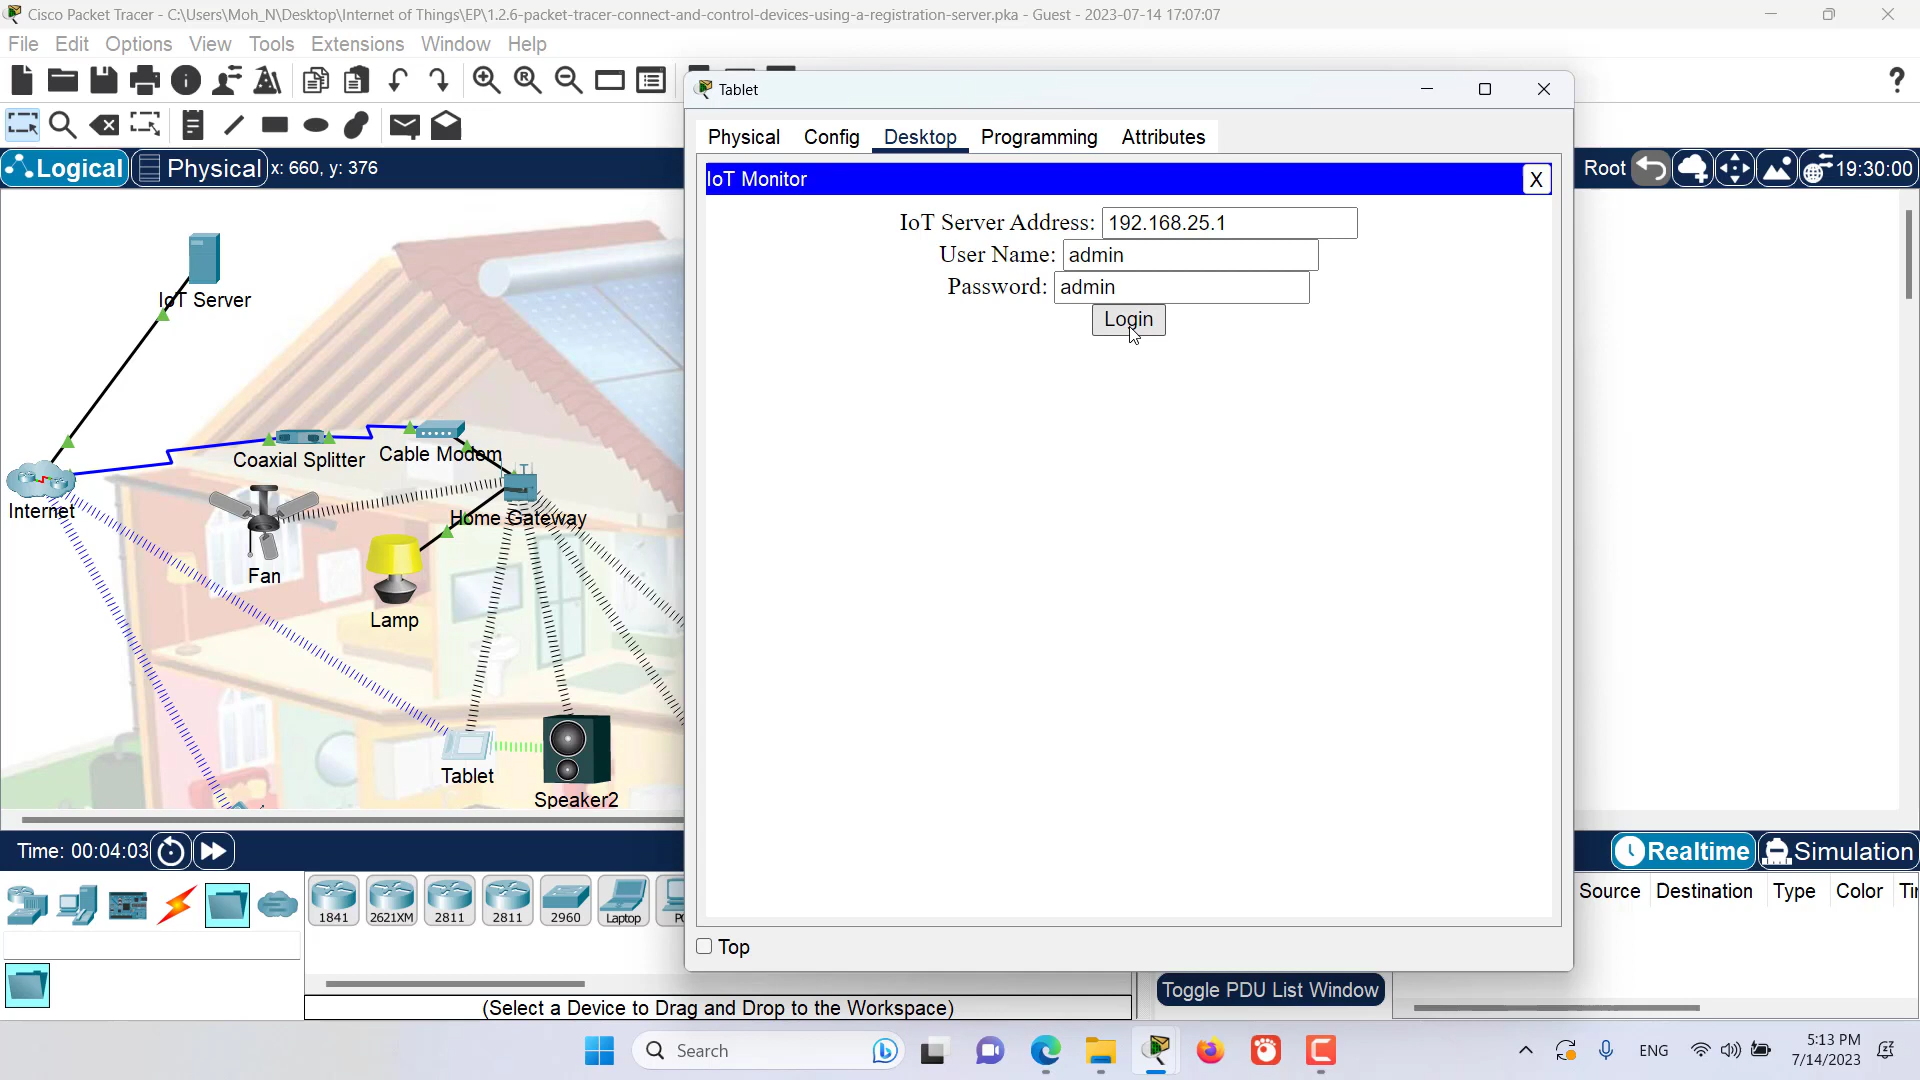 Cisco Packet Tracer - C:\Users\Moh_N\Desktop\Internet of Things\EP\1.2.6-packet-tracer-connect-and-control-devices-using-a-registration-server.pka - Guest - 2023-07-14 17:07:07
File Edit Options View Tools Extensions Window Help
Logical Physical x: 660, y: 376
Root 19:30:00
IoT Server
Coaxial Splitter
Cable Modem
Internet
Home Gateway
Fan
Lamp
Tablet
Speaker2
Tablet
Physical Config Desktop Programming Attributes
IoT Monitor X
IoT Server Address: 192.168.25.1
User Name: admin
Password: admin
Login
Top
Time: 00:04:03
Realtime Simulation
1841 2621XM 2811 2811 2960 Laptop
Source Destination Type Color
(Select a Device to Drag and Drop to the Workspace)
Toggle PDU List Window
Search
ENG
5:13 PM
7/14/2023